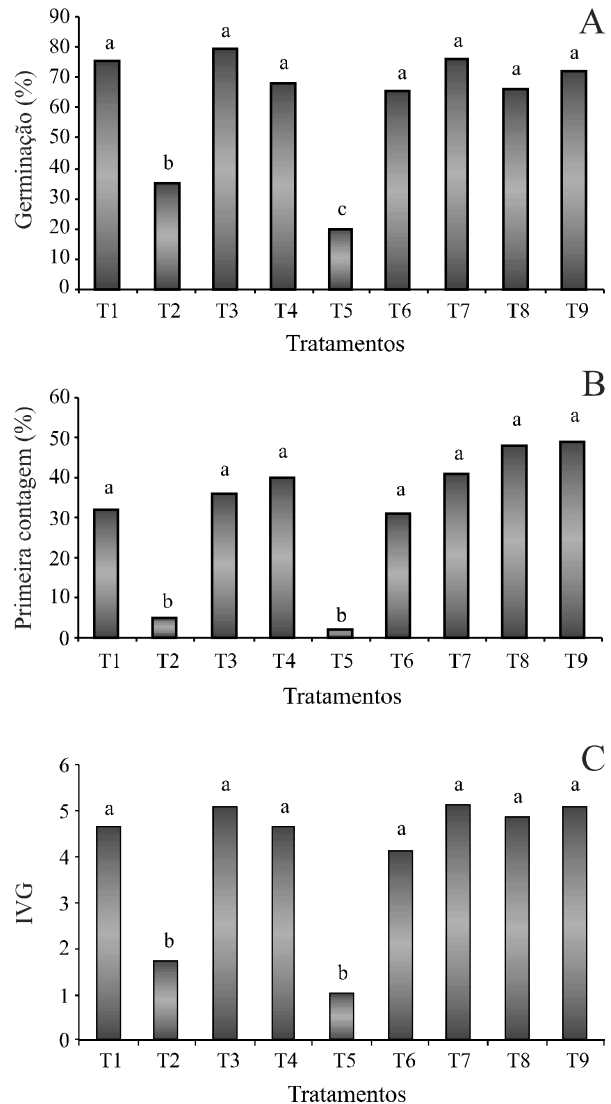 A
Germinação (%)
90
80
70
60
50
40
30
20
10
0
a
b
a
a
c
a
a
a
a
T1 T2 T3 T4 T5 T6 T7 T8 T9
Tratamentos
B
Primeira contagem (%)
60
50
40
30
20
10
0
a
b
a
a
b
a
a
a
a
T1 T2 T3 T4 T5 T6 T7 T8 T9
Tratamentos
C
IVG
6
5
4
3
2
1
0
a
b
a
a
b
a
a
a
a
T1 T2 T3 T4 T5 T6 T7 T8 T9
Tratamentos